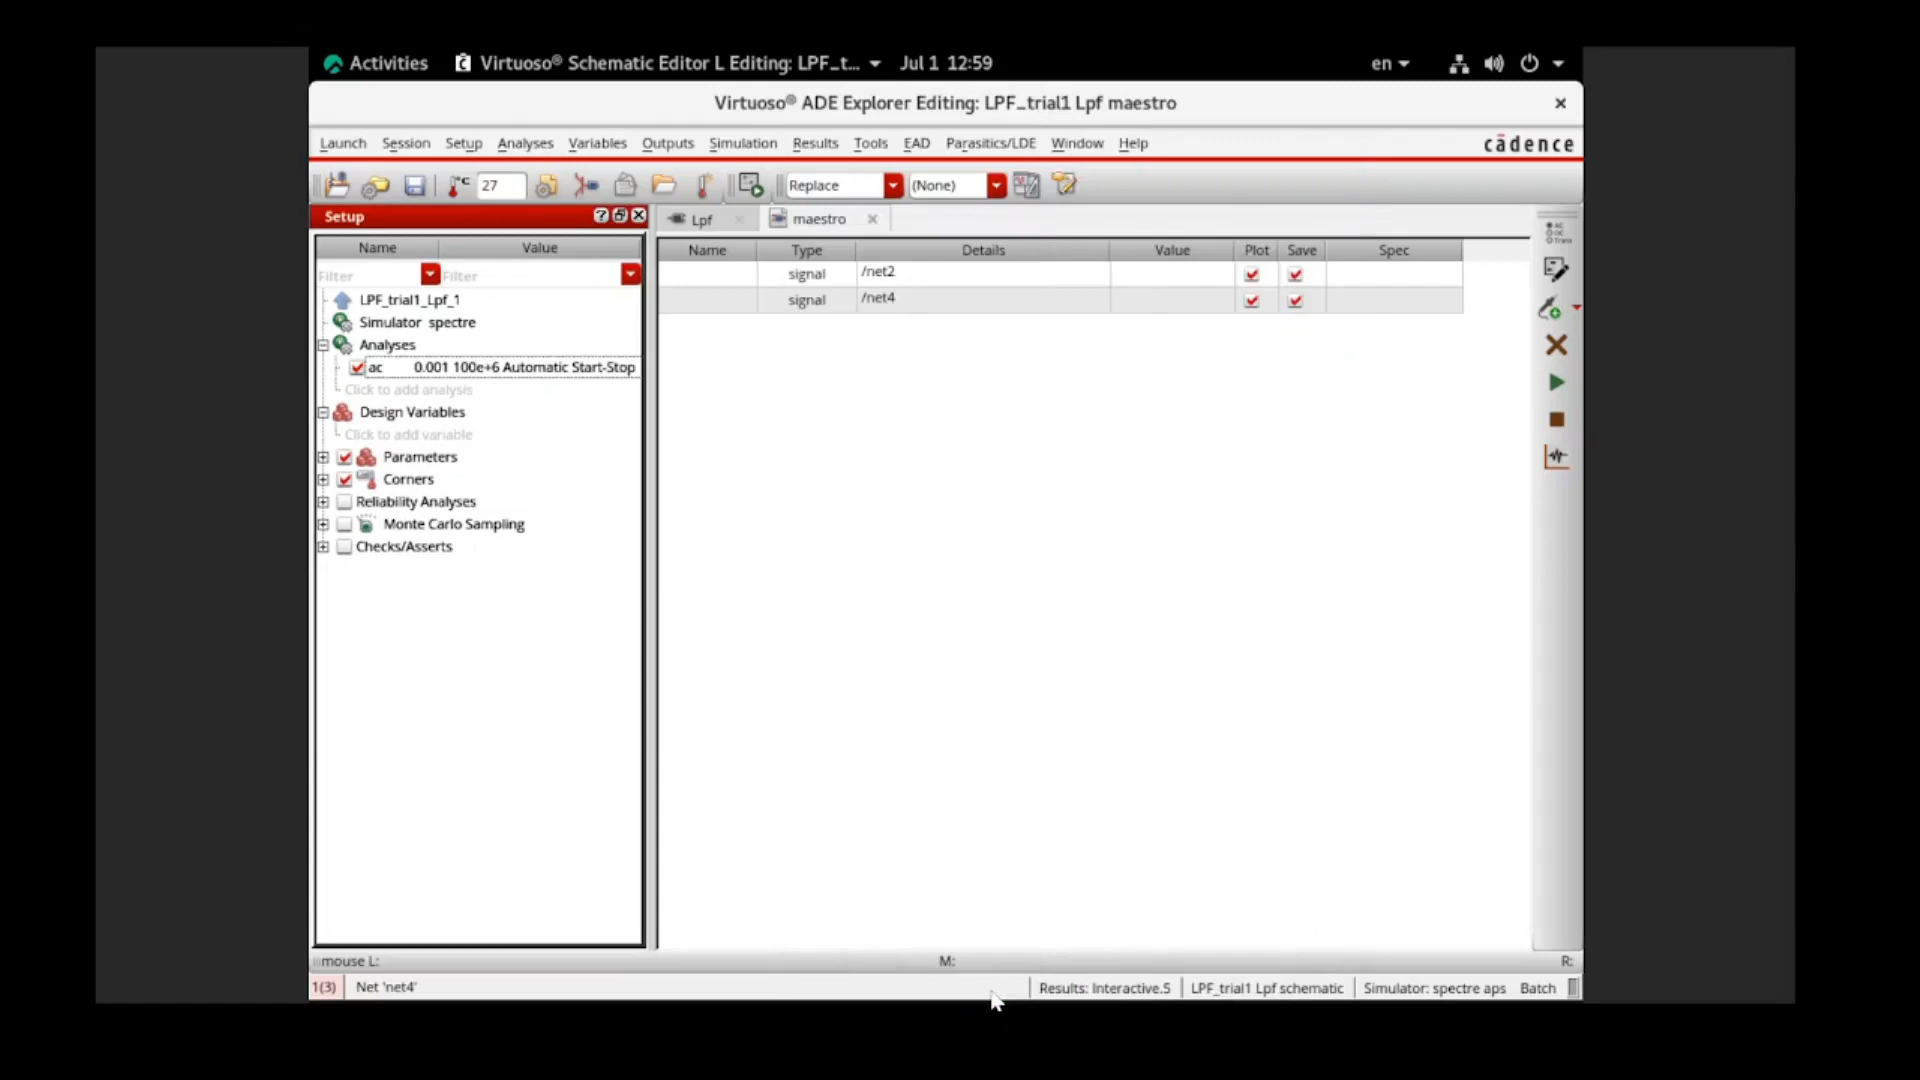 Activities Virtuoso® Schematic Editor L Editing: LPF_t... Jul 1 12:59 en
Virtuoso® ADE Explorer Editing: LPF_trial1 Lpf maestro
Launch Session Setup Analyses Variables Outputs Simulation Results Tools EAD Parasitics/LDE Window Help cādence
27 Replace (None)
Setup
Lpf maestro
Name Value
Name Type Details Value Plot Save Spec
Filter Filter
signal /net2
signal /net4
LPF_trial1_Lpf_1
Simulator spectre
Analyses
ac 0.001 100e+6 Automatic Start-Stop
Click to add analysis
Design Variables
Click to add variable
Parameters
Corners
Reliability Analyses
Monte Carlo Sampling
Checks/Asserts
mouse L: M: R:
1(3) Net 'net4' Results: Interactive.5 LPF_trial1 Lpf schematic Simulator: spectre aps Batch